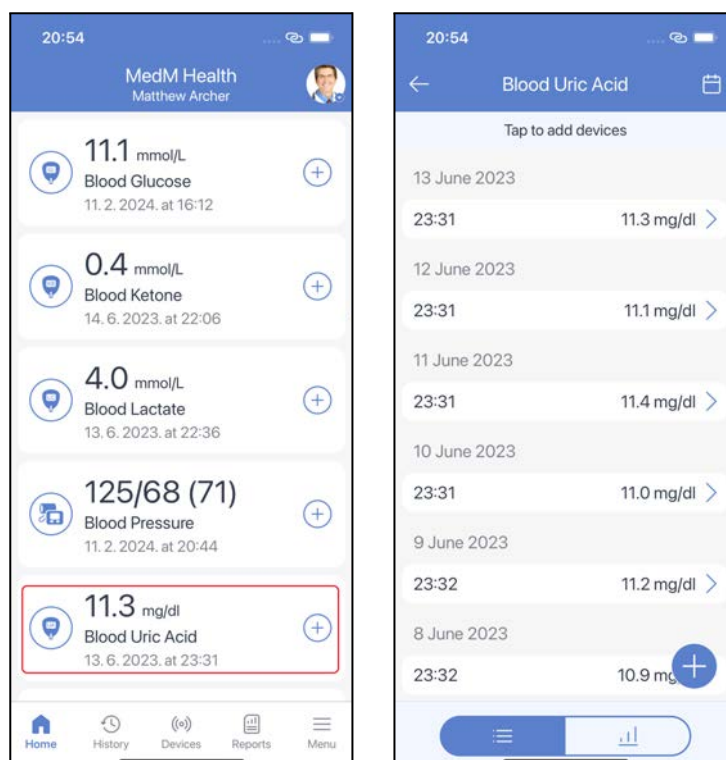 20:54
MedM Health
Matthew Archer
11.1 mmol/L
Blood Glucose
11. 2. 2024. at 16:12
0.4 mmol/L
Blood Ketone
14. 6. 2023. at 22:06
4.0 mmol/L
Blood Lactate
13. 6. 2023. at 22:36
125/68 (71)
Blood Pressure
11. 2. 2024. at 20:44
11.3 mg/dl
Blood Uric Acid
13. 6. 2023. at 23:31
Home History Devices Reports Menu
20:54
Blood Uric Acid
Tap to add devices
13 June 2023
23:31 11.3 mg/dl
12 June 2023
23:31 11.1 mg/dl
11 June 2023
23:31 11.4 mg/dl
10 June 2023
23:31 11.0 mg/dl
9 June 2023
23:32 11.2 mg/dl
8 June 2023
23:32 10.9